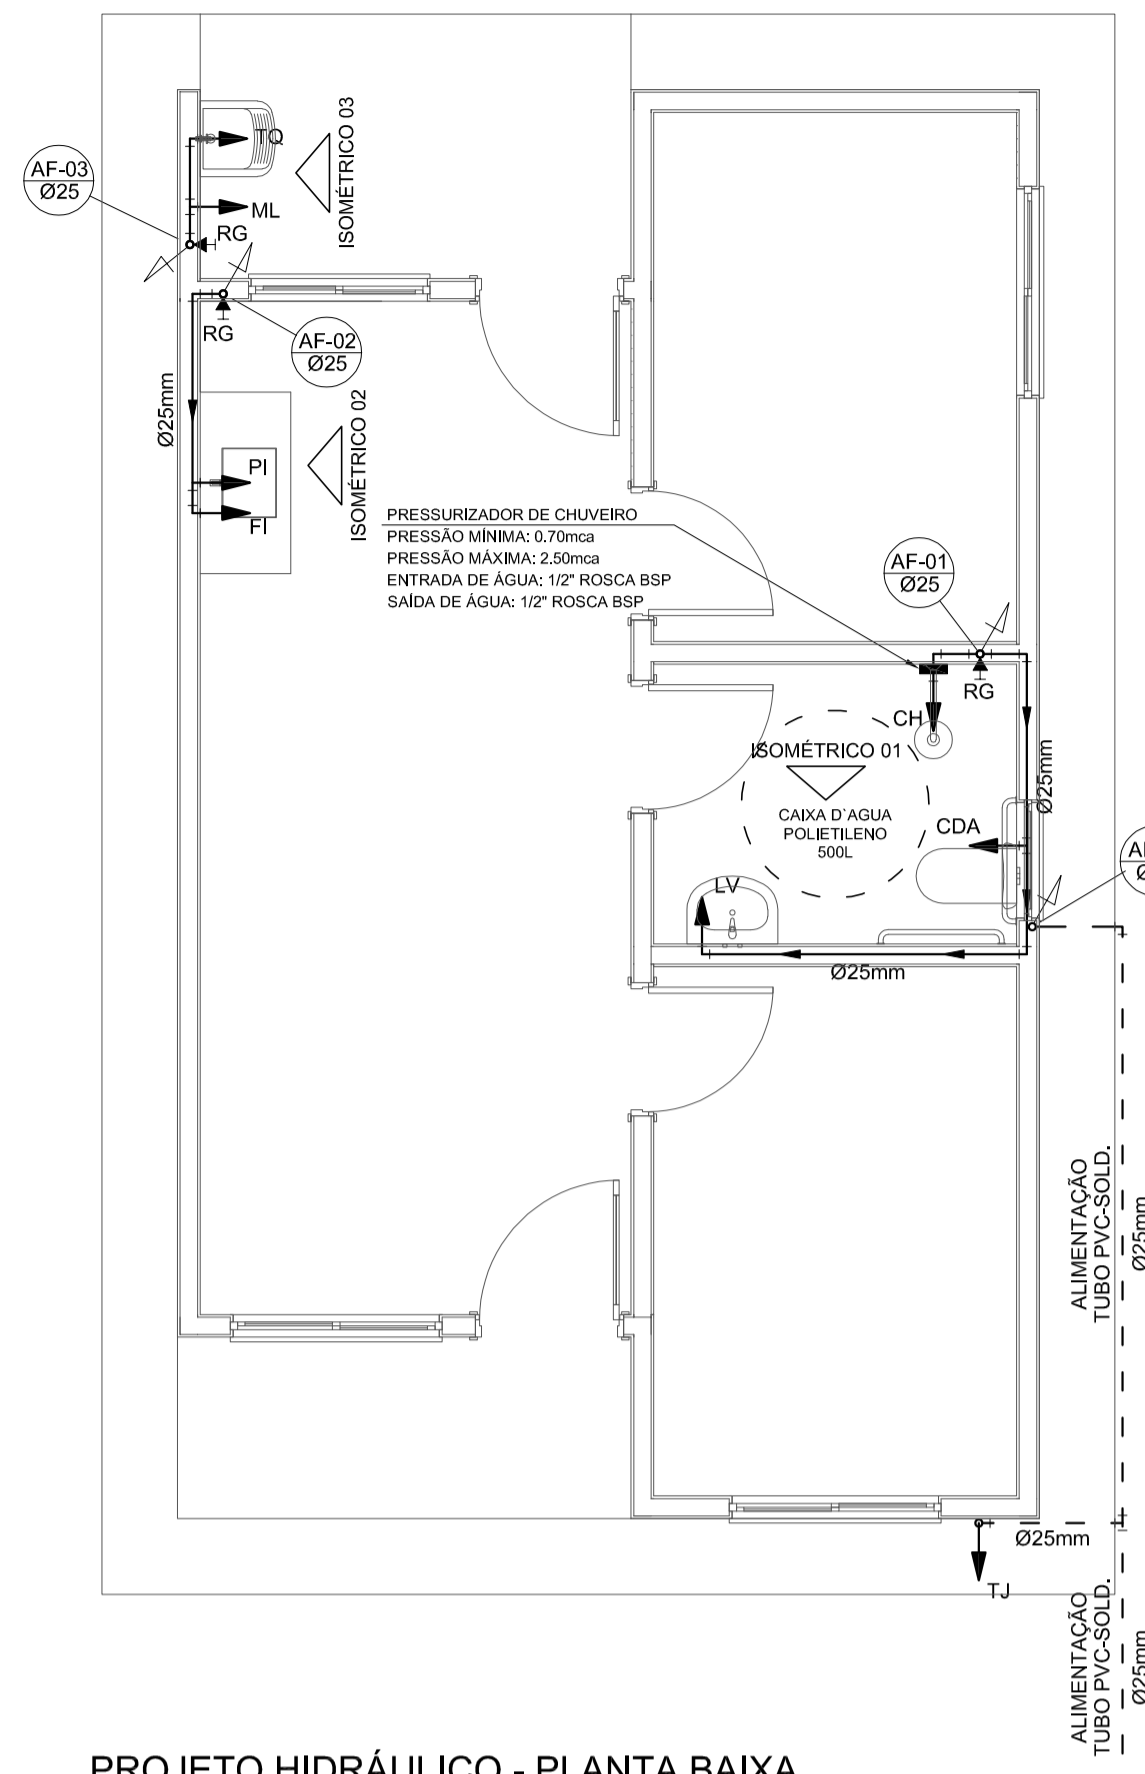 TQ
ISOMÉTRICO 03
AF-03
Ø25
ML
RG
RG
AF-02
Ø25
Ø25mm
ISOMÉTRICO 02
PI
FI
PRESSURIZADOR DE CHUVEIRO
PRESSÃO MÍNIMA: 0.70mca
PRESSÃO MÁXIMA: 2.50mca
ENTRADA DE ÁGUA: 1/2" ROSCA BSP
SAÍDA DE ÁGUA: 1/2" ROSCA BSP
AF-01
Ø25
RG
CH
ISOMÉTRICO 01
Ø25mm
CAIXA D`AGUA
POLIETILENO
500L
CDA
LV
Ø25mm
ALIMENTAÇÃO
TUBO PVC-SOLD.
Ø25mm
Ø25mm
TJ
ALIMENTAÇÃO
TUBO PVC-SOLD.
Ø25mm
PROJETO HIDRÁULICO - PLANTA BAIXA